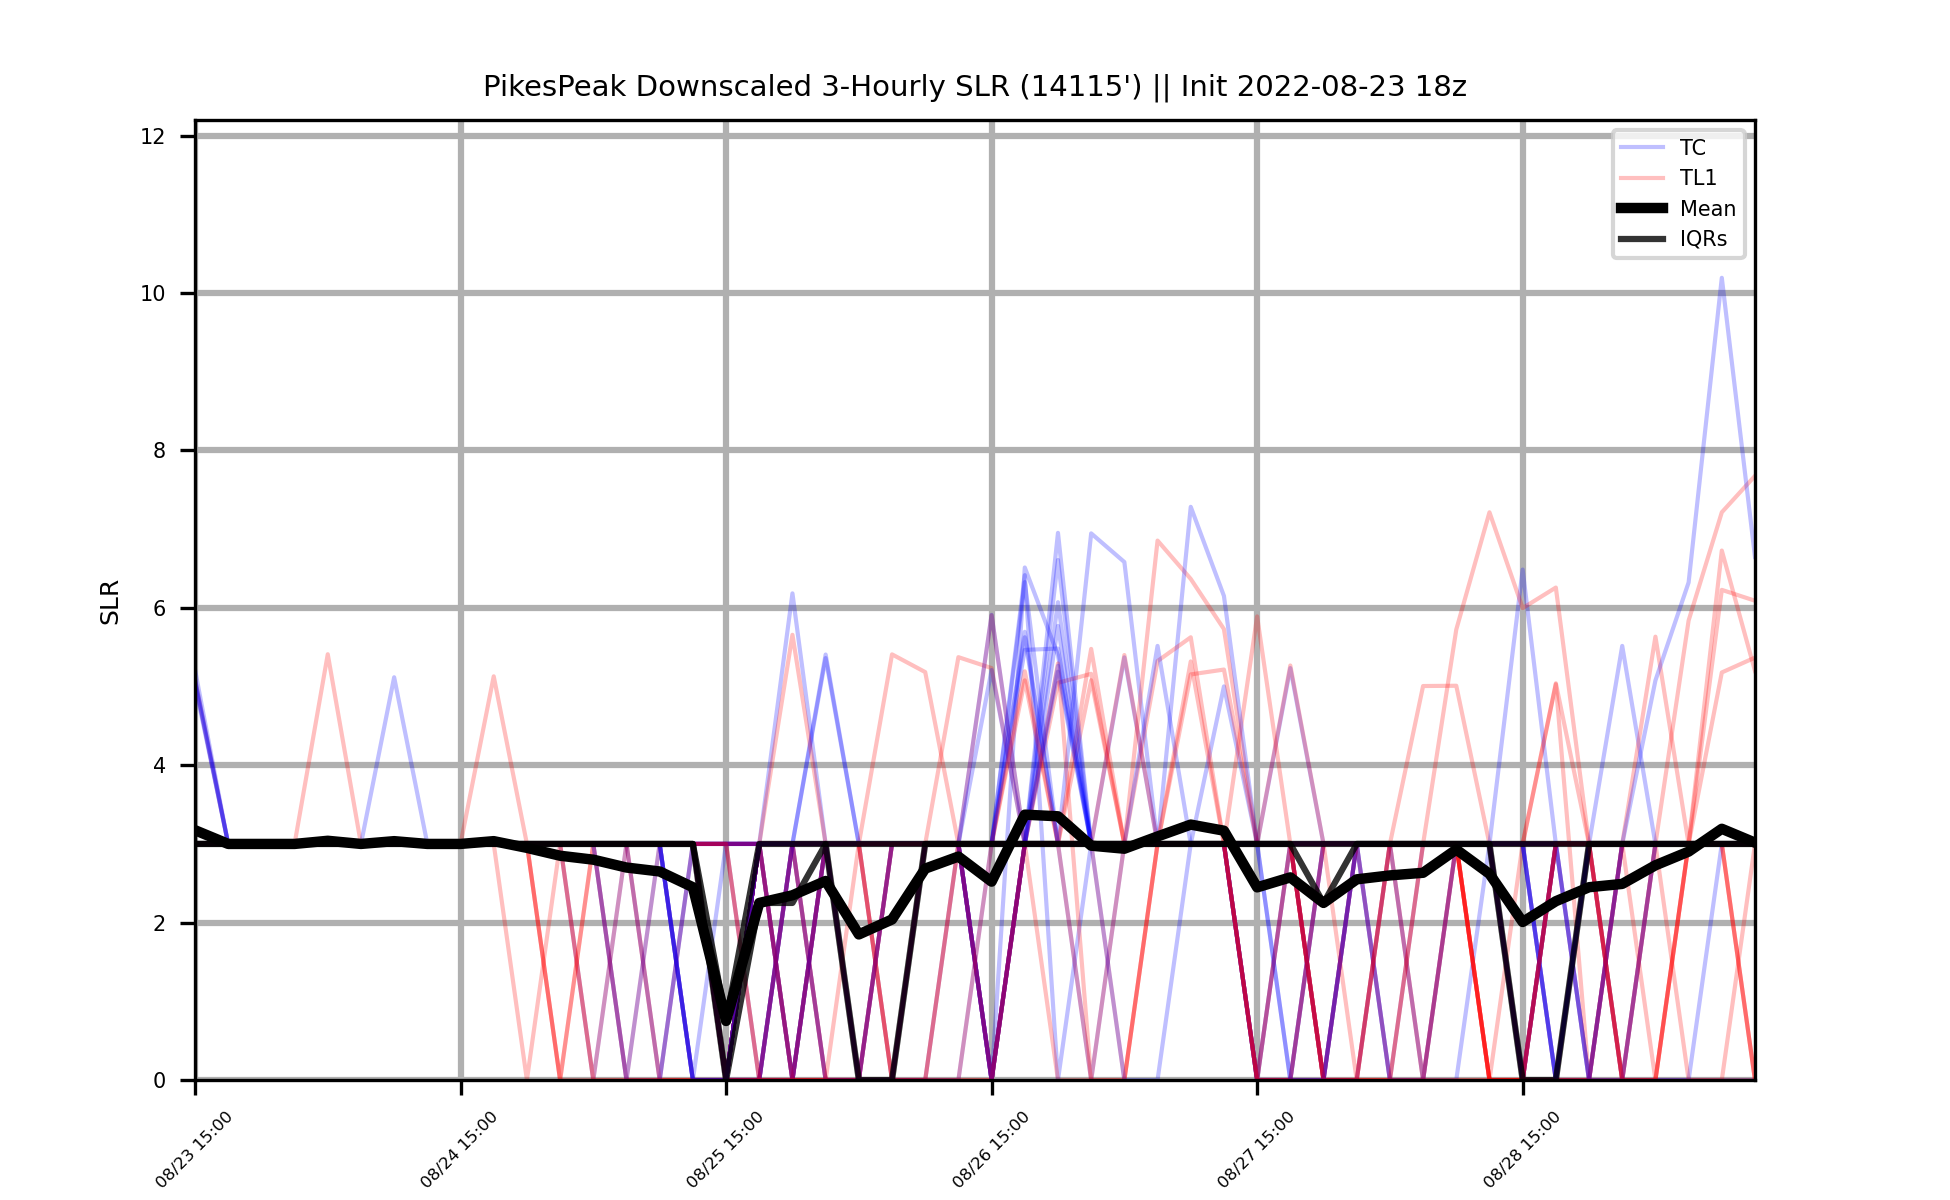 PikesPeak Downscaled 3-Hourly SLR (14115') || Init 2022-08-23 18z
TC
TL1
Mean
IQRs
SLR
12
10
8
6
4
2
0
08/23 15:00
08/24 15:00
08/25 15:00
08/26 15:00
08/27 15:00
08/28 15:00